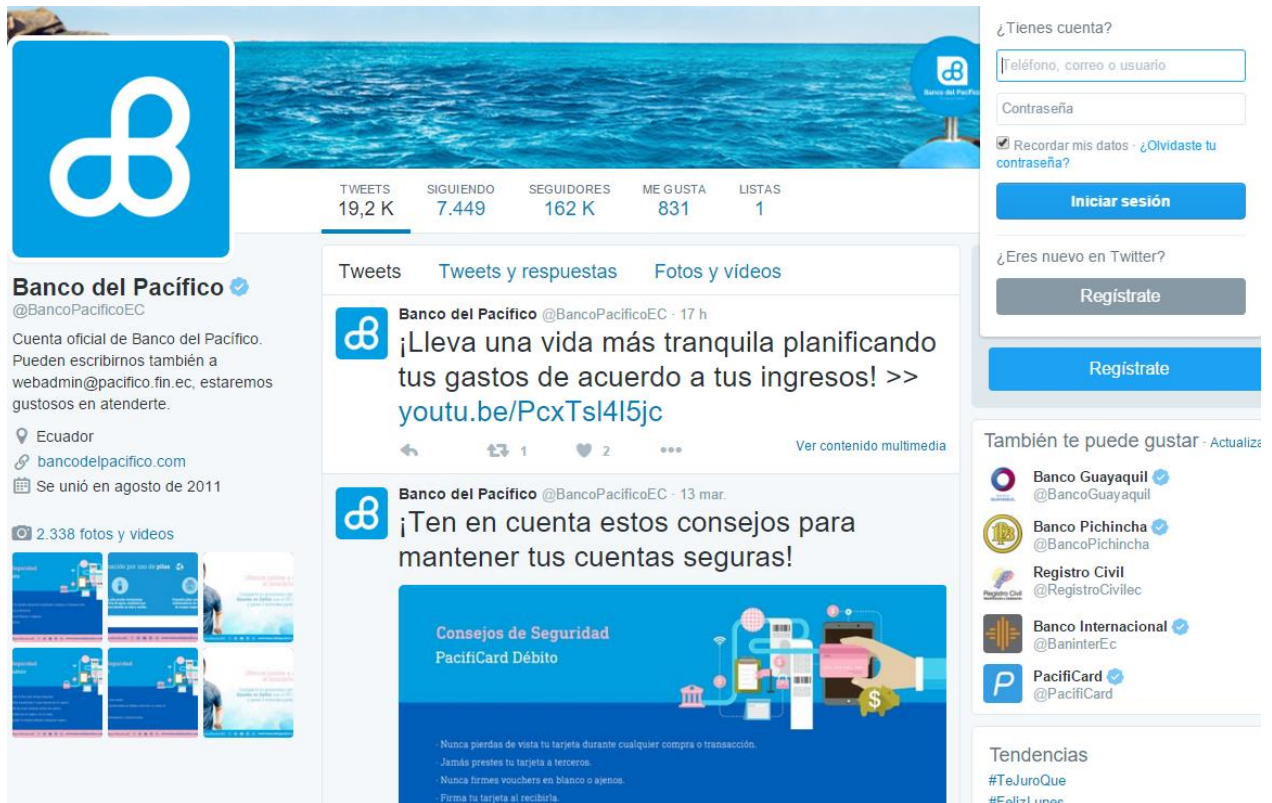 Banco del Pacífico
TWEETS
19,2 K
SIGUIENDO
7.449
SEGUIDORES
162 K
ME GUSTA
831
LISTAS
1
Banco del Pacífico
@BancoPacificoEC
Cuenta oficial de Banco del Pacífico.
Pueden escribirnos también a
webadmin@pacifico.fin.ec, estaremos
gustosos en atenderte.
Ecuador
bancodelpacifico.com
Se unió en agosto de 2011
2.338 fotos y videos
Tweets Tweets y respuestas Fotos y vídeos
Banco del Pacífico @BancoPacificoEC · 17 h
¡Lleva una vida más tranquila planificando
tus gastos de acuerdo a tus ingresos! >>
youtu.be/PcxTsl4I5jc
1 2 Ver contenido multimedia
Banco del Pacífico @BancoPacificoEC · 13 mar.
¡Ten en cuenta estos consejos para
mantener tus cuentas seguras!
Consejos de Seguridad
PacifiCard Débito
· Nunca pierdas de vista tu tarjeta durante cualquier compra o transacción.
· Jamás prestes tu tarjeta a terceros.
· Nunca firmes vouchers en blanco o ajenos.
· Firma tu tarjeta al recibirla.
¿Tienes cuenta?
Teléfono, correo o usuario
Contraseña
Recordar mis datos · ¿Olvidaste tu
contraseña?
Iniciar sesión
¿Eres nuevo en Twitter?
Regístrate
Regístrate
También te puede gustar · Actualiza
Banco Guayaquil
@BancoGuayaquil
Banco Pichincha
@BancoPichincha
Registro Civil
@RegistroCivilec
Banco Internacional
@BaninterEc
PacifiCard
@PacifiCard
Tendencias
#TeJuroQue
#FelizLunes